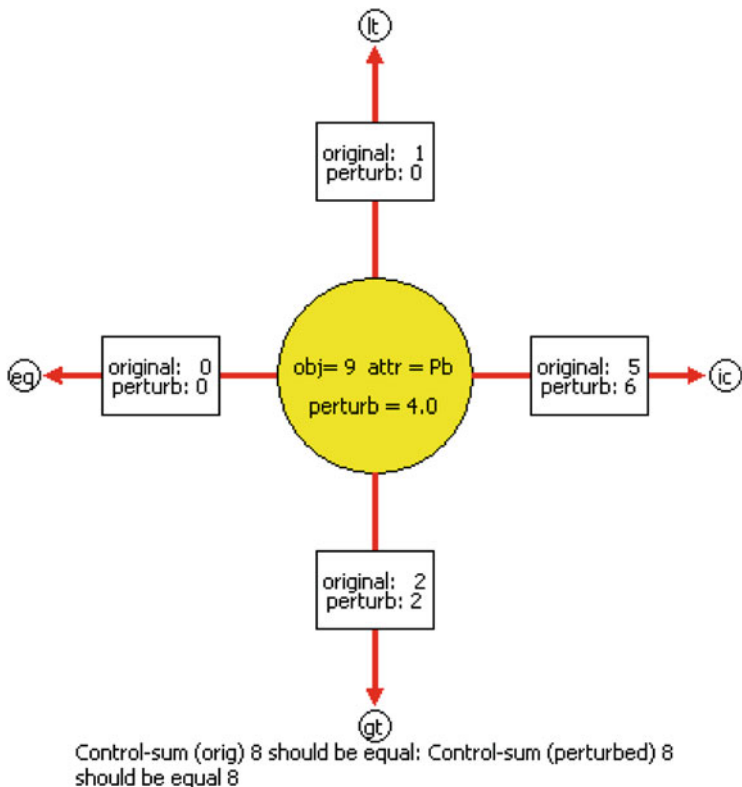 lt
original: 1
perturb: 0
eq
original: 0
perturb: 0
obj= 9 attr = Pb
perturb = 4.0
original: 5
perturb: 6
ic
original: 2
perturb: 2
gt
Control-sum (orig) 8 should be equal: Control-sum (perturbed) 8
should be equal 8